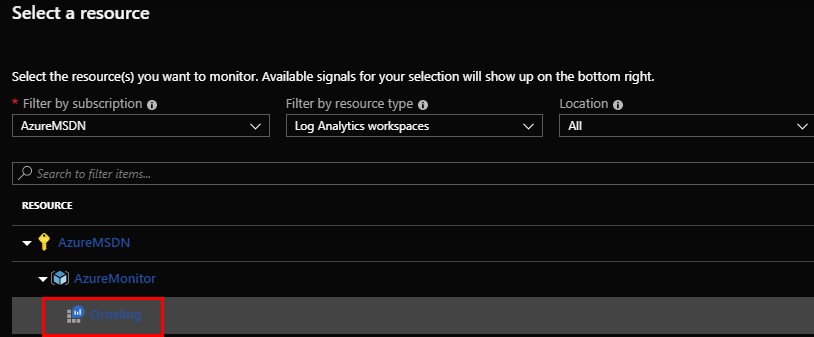 Select a resource
Select the resource(s) you want to monitor. Available signals for your selection will show up on the bottom right.
* Filter by subscription
Filter by resource type
Location
AzureMSDN
Log Analytics workspaces
All
Search to filter items...
RESOURCE
AzureMSDN
AzureMonitor
Omeling